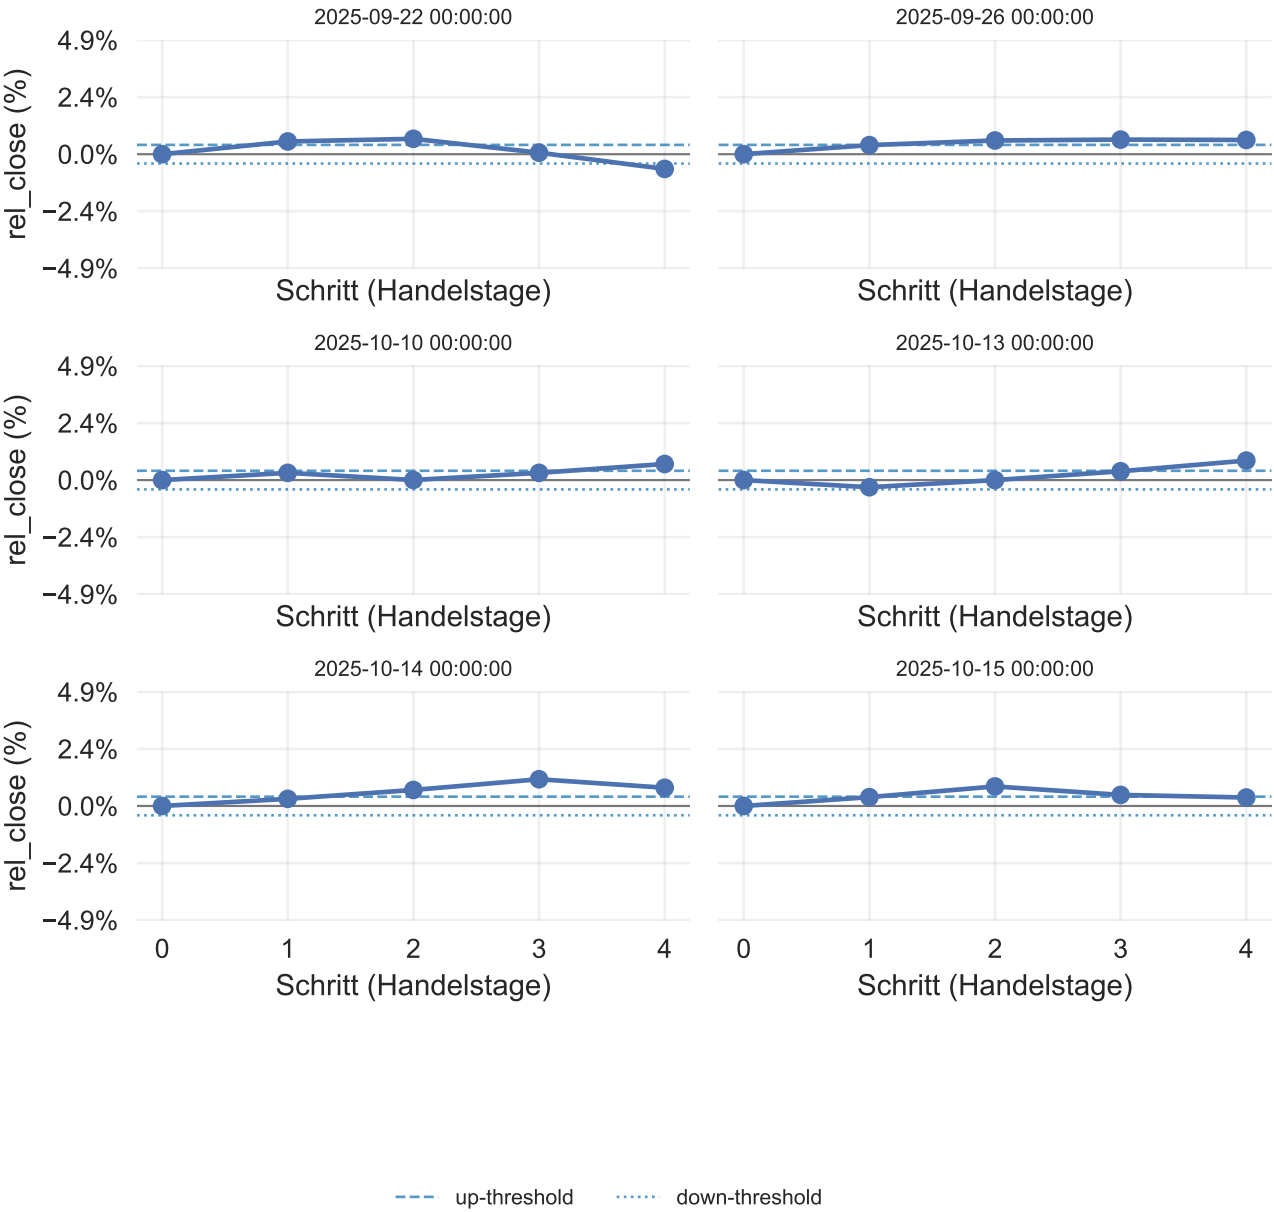 2025-09-22 00:00:00
2025-09-26 00:00:00
4.9%
2.4%
0.0%
−2.4%
−4.9%
rel_close (%)
Schritt (Handelstage)
Schritt (Handelstage)
2025-10-10 00:00:00
2025-10-13 00:00:00
4.9%
2.4%
0.0%
−2.4%
−4.9%
rel_close (%)
Schritt (Handelstage)
Schritt (Handelstage)
2025-10-14 00:00:00
2025-10-15 00:00:00
4.9%
2.4%
0.0%
−2.4%
−4.9%
rel_close (%)
0 1 2 3 4
0 1 2 3 4
Schritt (Handelstage)
Schritt (Handelstage)
up-threshold
down-threshold